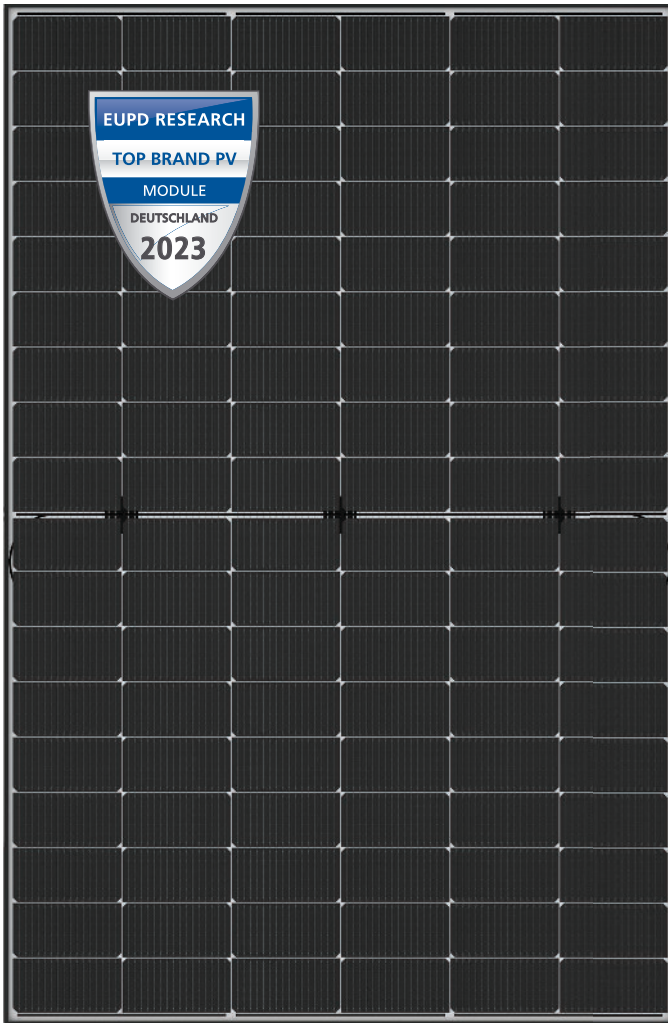 EUPD RESEARCH
TOP BRAND PV
MODULE
DEUTSCHLAND
2023